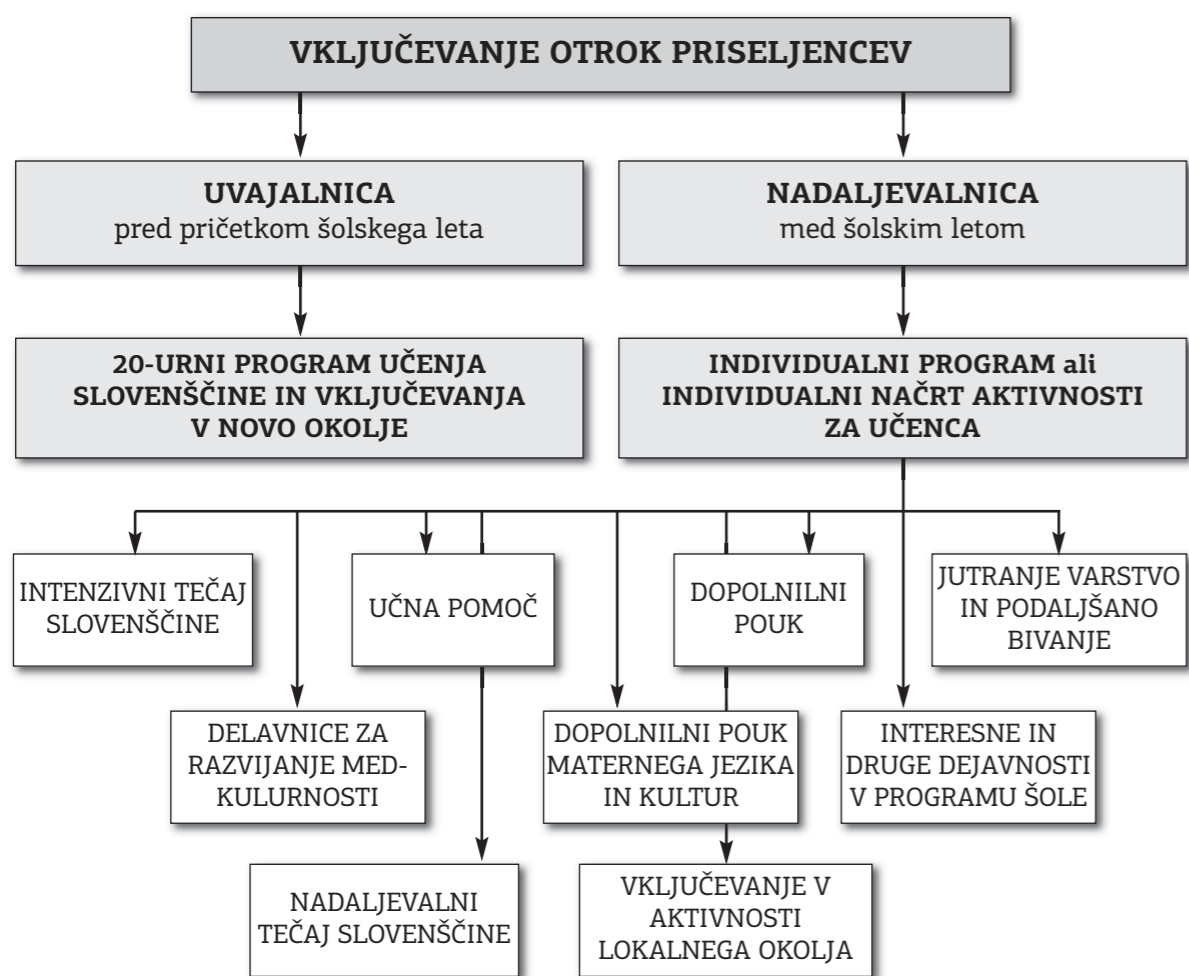 VKLJUČEVANJE OTROK PRISELJENCEV
UVAJALNICA
pred pričetkom šolskega leta
NADALJEVALNICA
med šolskim letom
20-URNI PROGRAM UČENJA
SLOVENŠČINE IN VKLJUČEVANJA
V NOVO OKOLJE
INDIVIDUALNI PROGRAM ali
INDIVIDUALNI NAČRT AKTIVNOSTI
ZA UČENCA
INTENZIVNI TEČAJ
SLOVENŠČINE
UČNA POMOČ
DOPOLNILNI
POUK
JUTRANJE VARSTVO
IN PODALJŠANO
BIVANJE
DELAVNICE ZA
RAZVIJANJE MED-
KULURNOSTI
DOPOLNILNI POUK
MATERNEGA JEZIKA
IN KULTUR
INTERESNE IN
DRUGE DEJAVNOSTI
V PROGRAMU ŠOLE
NADALJEVALNI
TEČAJ SLOVENŠČINE
VKLJUČEVANJE V
AKTIVNOSTI
LOKALNEGA OKOLJA